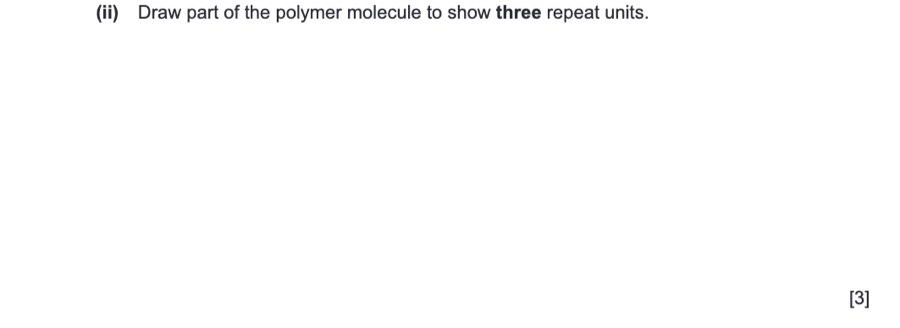 (ii) Draw part of the polymer molecule to show three repeat units.
[3]